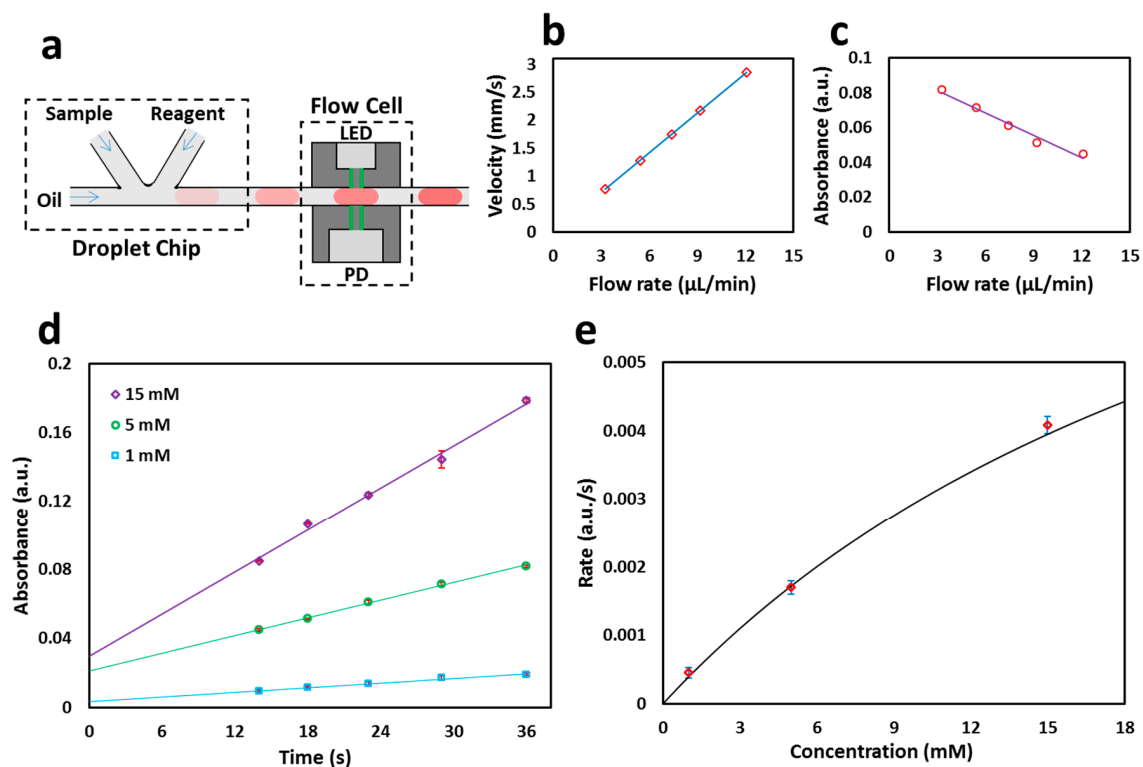 a
Sample
Reagent
Oil
Droplet Chip
Flow Cell
LED
PD
b
Velocity (mm/s)
3
2.5
2
1.5
1
0.5
0
0 3 6 9 12 15
Flow rate (µL/min)
c
Absorbance (a.u.)
0.1
0.08
0.06
0.04
0.02
0
0 3 6 9 12 15
Flow rate (µL/min)
d
Absorbance (a.u.)
0.2
0.16
0.12
0.08
0.04
0
15 mM
5 mM
1 mM
0 6 12 18 24 30 36
Time (s)
e
Rate (a.u./s)
0.005
0.004
0.003
0.002
0.001
0
0 3 6 9 12 15 18
Concentration (mM)